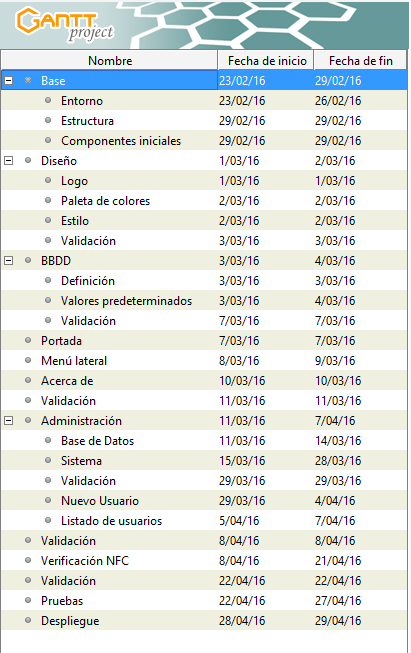 GANTT
project
Nombre Fecha de inicio Fecha de fin
Base 23/02/16 29/02/16
Entorno 23/02/16 26/02/16
Estructura 29/02/16 29/02/16
Componentes iniciales 29/02/16 29/02/16
Diseño 1/03/16 2/03/16
Logo 1/03/16 1/03/16
Paleta de colores 2/03/16 2/03/16
Estilo 2/03/16 2/03/16
Validación 3/03/16 3/03/16
BBDD 3/03/16 4/03/16
Definición 3/03/16 3/03/16
Valores predeterminados 3/03/16 4/03/16
Validación 7/03/16 7/03/16
Portada 7/03/16 7/03/16
Menú lateral 8/03/16 9/03/16
Acerca de 10/03/16 10/03/16
Validación 11/03/16 11/03/16
Administración 11/03/16 7/04/16
Base de Datos 11/03/16 14/03/16
Sistema 15/03/16 28/03/16
Validación 29/03/16 29/03/16
Nuevo Usuario 29/03/16 4/04/16
Listado de usuarios 5/04/16 7/04/16
Validación 8/04/16 8/04/16
Verificación NFC 8/04/16 21/04/16
Validación 22/04/16 22/04/16
Pruebas 22/04/16 27/04/16
Despliegue 28/04/16 29/04/16